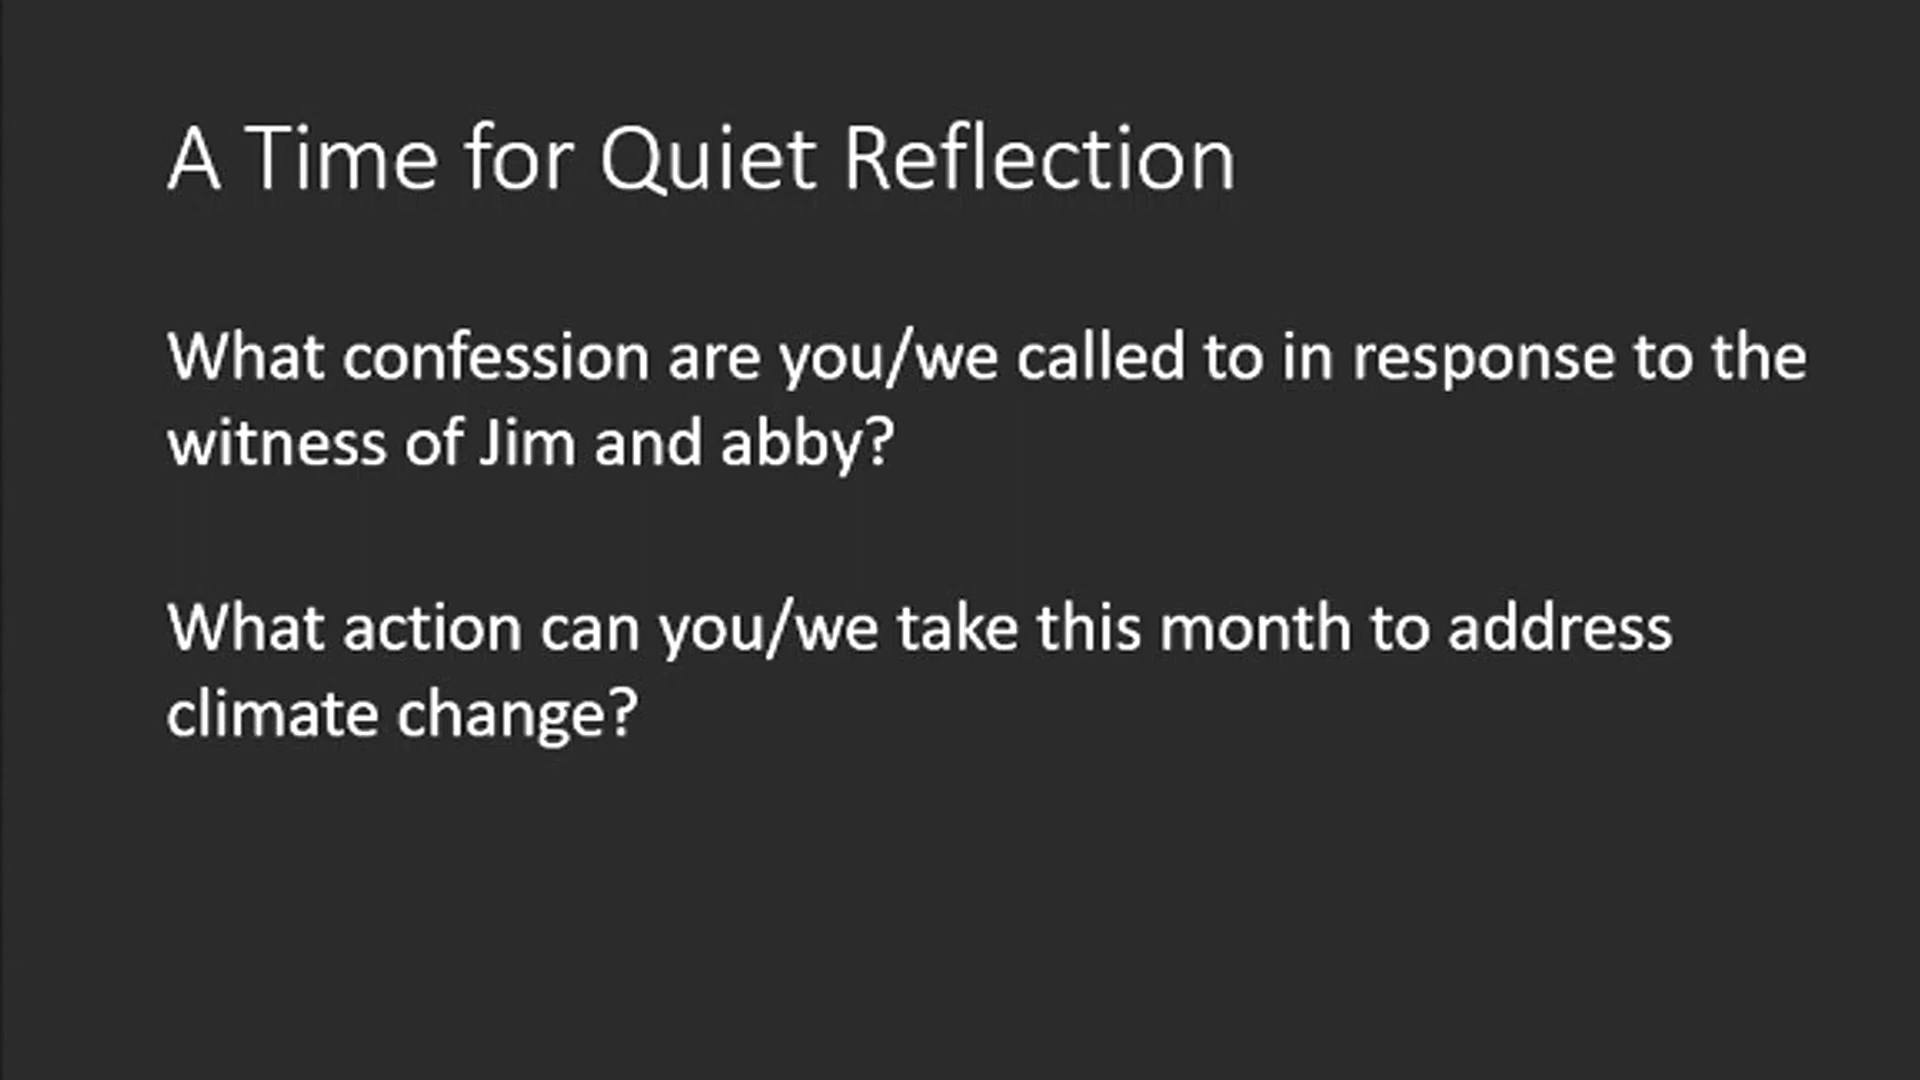 A Time for Quiet Reflection
What confession are you/we called to in response to the
witness of Jim and abby?
What action can you/we take this month to address
climate change?